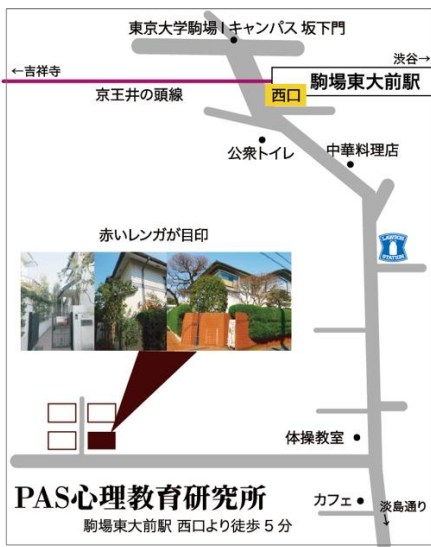 東京大学駒場Ⅰキャンパス 坂下門
渋谷→
←吉祥寺
駒場東大前駅
京王井の頭線
西口
公衆トイレ
中華料理店
赤いレンガが目印
LAWSON
STATION
体操教室
PAS心理教育研究所
カフェ
淡島通り
↓
駒場東大前駅 西口より徒歩5分